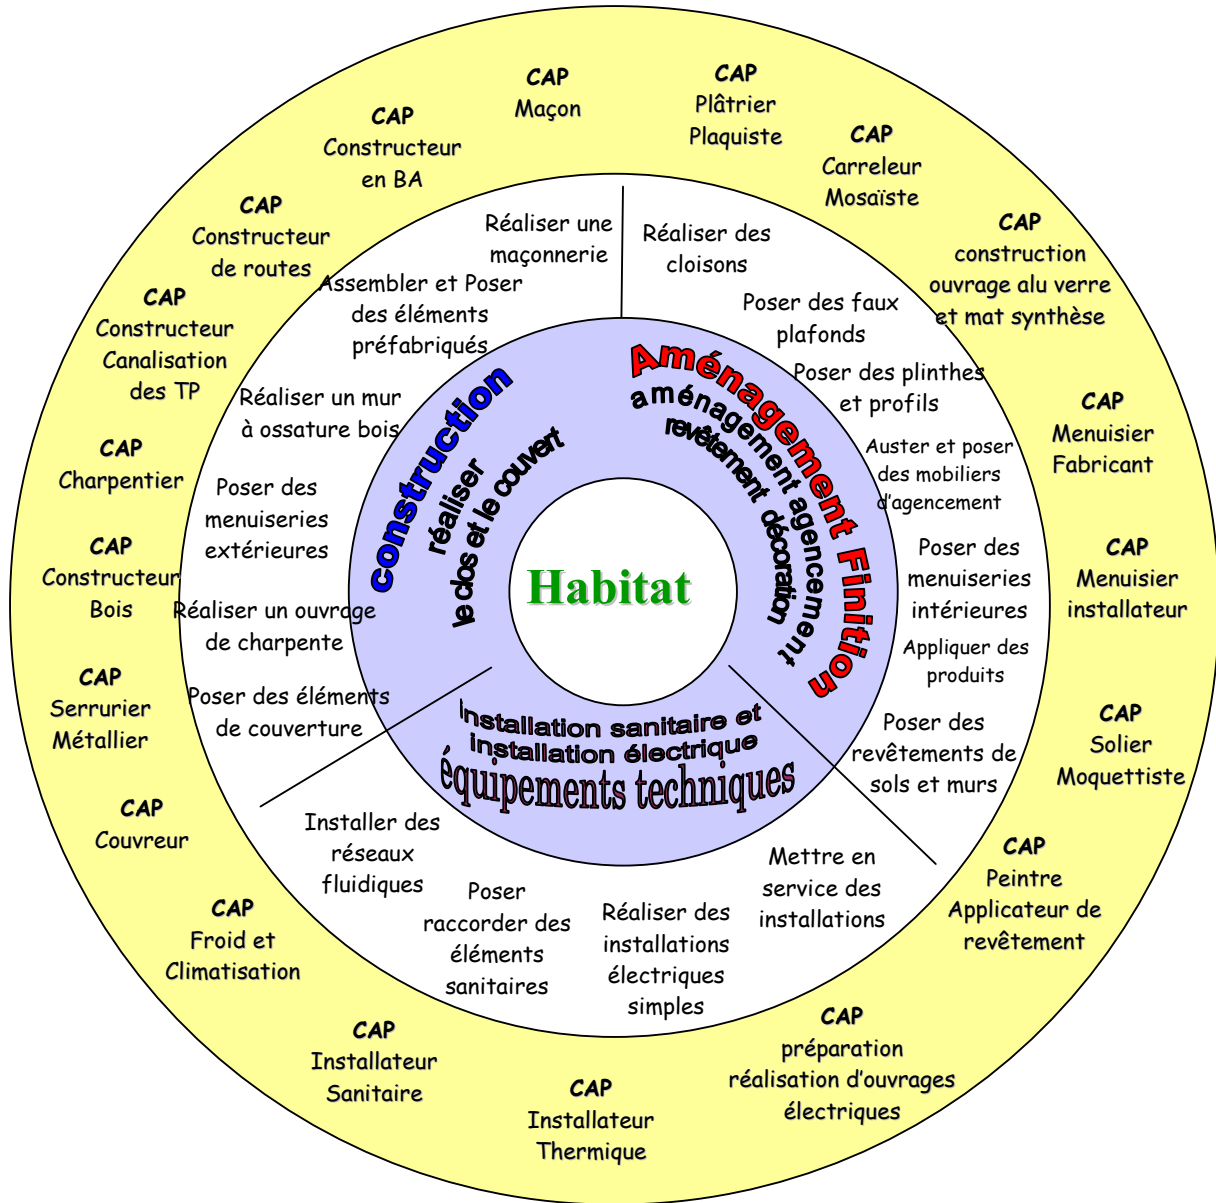 CAP
Maçon
CAP
Plâtrier
Plaquiste
CAP
Carreleur
Mosaïste
CAP
construction
ouvrage alu verre
et mat synthèse
CAP
Menuisier
Fabricant
CAP
Menuisier
installateur
CAP
Solier
Moquettiste
CAP
Peintre
Applicateur de
revêtement
CAP
préparation
réalisation d’ouvrages
électriques
CAP
Installateur
Thermique
CAP
Installateur
Sanitaire
CAP
Froid et
Climatisation
CAP
Couvreur
CAP
Serrurier
Métallier
CAP
Constructeur
Bois
CAP
Charpentier
CAP
Constructeur
Canalisation
des TP
CAP
Constructeur
de routes
CAP
Constructeur
en BA
Réaliser une
maçonnerie
Assembler et Poser
des éléments
préfabriqués
Réaliser un mur
à ossature bois
Poser des
menuiseries
extérieures
Réaliser un ouvrage
de charpente
Poser des éléments
de couverture
Réaliser des
cloisons
Poser des faux
plafonds
Poser des plinthes
et profils
Auster et poser
des mobiliers
d’agencement
Poser des
menuiseries
intérieures
Appliquer des
produits
Poser des
revêtements de
sols et murs
Installer des
réseaux
fluidiques
Poser
raccorder des
éléments
sanitaires
Réaliser des
installations
électriques
simples
Mettre en
service des
installations
construction
réaliser
le clos et le couvert
Aménagement Finition
aménagement agencement
revêtement décoration
Installation sanitaire et
installation électrique
équipements techniques
Habitat